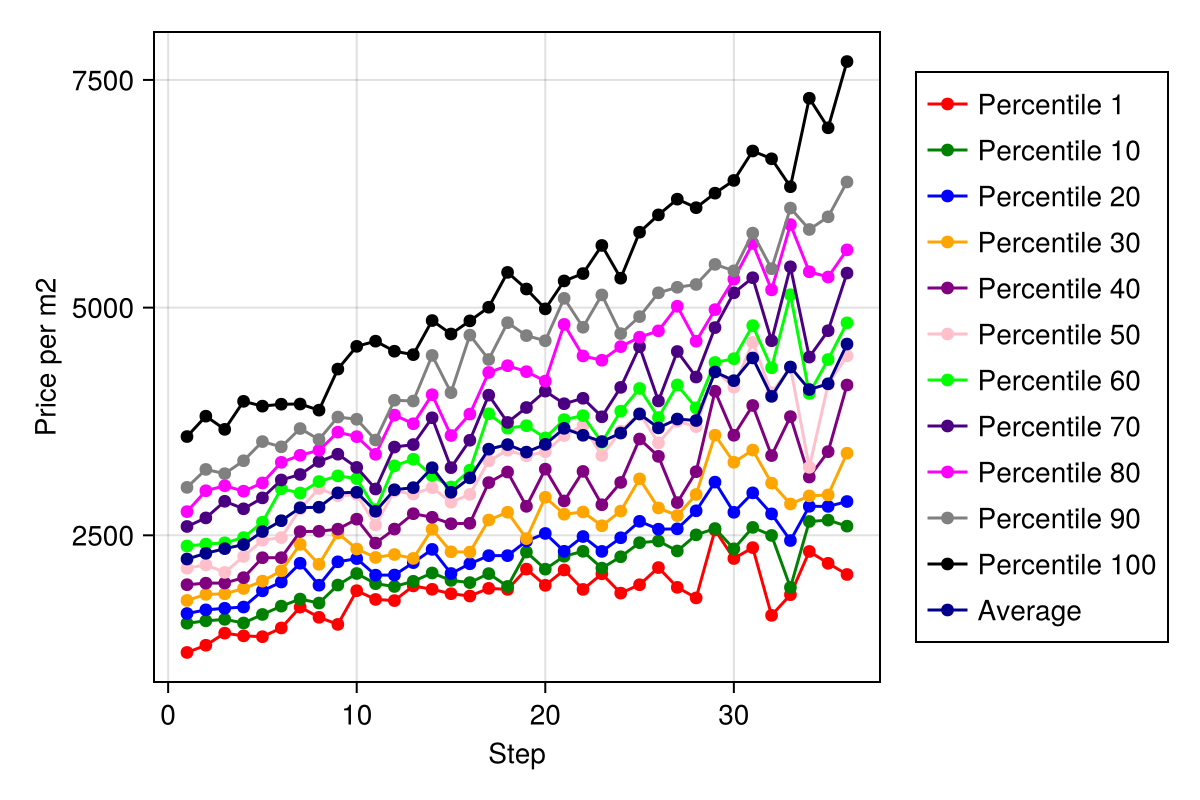 7500
5000
2500
Price per m2
0 10 20 30
Step
Percentile 1
Percentile 10
Percentile 20
Percentile 30
Percentile 40
Percentile 50
Percentile 60
Percentile 70
Percentile 80
Percentile 90
Percentile 100
Average